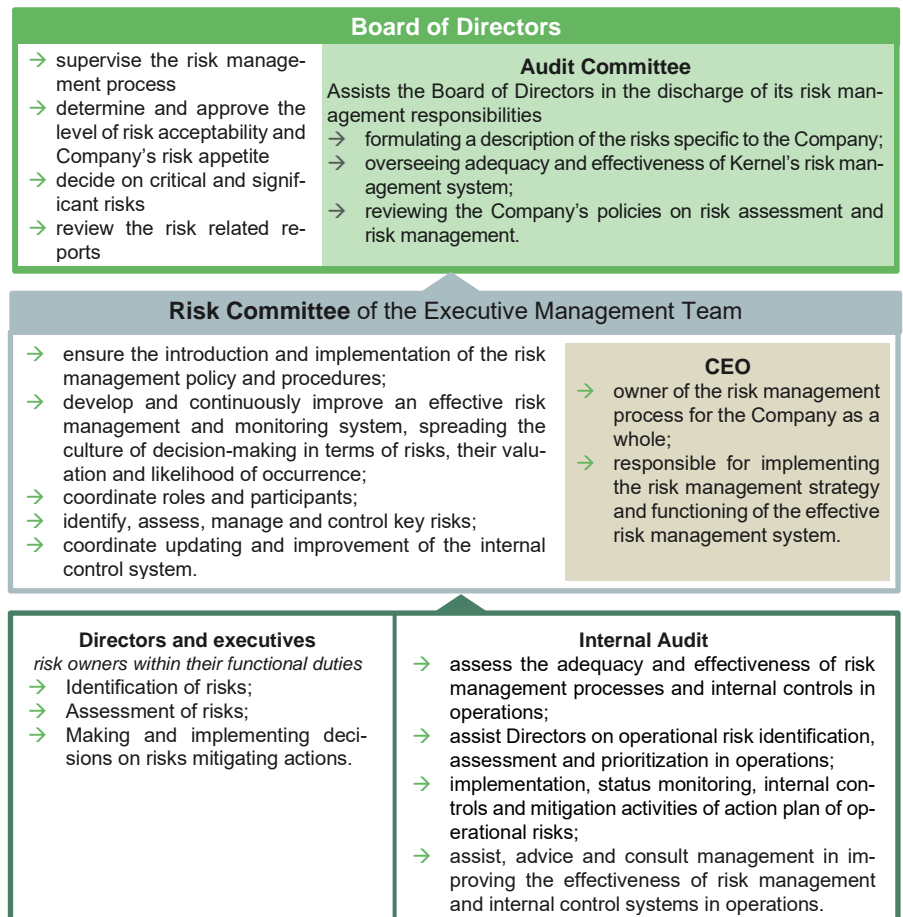 Board of Directors
→ supervise the risk manage-
ment process
→ determine and approve the
level of risk acceptability and
Company's risk appetite
→ decide on critical and signif-
icant risks
→ review the risk related re-
ports
Audit Committee
Assists the Board of Directors in the discharge of its risk man-
agement responsibilities
→ formulating a description of the risks specific to the Company;
→ overseeing adequacy and effectiveness of Kernel's risk man-
agement system;
→ reviewing the Company's policies on risk assessment and
risk management.
Risk Committee of the Executive Management Team
→ ensure the introduction and implementation of the risk
management policy and procedures;
→ develop and continuously improve an effective risk
management and monitoring system, spreading the
culture of decision-making in terms of risks, their valu-
ation and likelihood of occurrence;
→ coordinate roles and participants;
→ identify, assess, manage and control key risks;
→ coordinate updating and improvement of the internal
control system.
CEO
→ owner of the risk management
process for the Company as a
whole;
→ responsible for implementing
the risk management strategy
and functioning of the effective
risk management system.
Directors and executives
risk owners within their functional duties
→ Identification of risks;
→ Assessment of risks;
→ Making and implementing deci-
sions on risks mitigating actions.
Internal Audit
→ assess the adequacy and effectiveness of risk
management processes and internal controls in
operations;
→ assist Directors on operational risk identification,
assessment and prioritization in operations;
→ implementation, status monitoring, internal con-
trols and mitigation activities of action plan of op-
erational risks;
→ assist, advice and consult management in im-
proving the effectiveness of risk management
and internal control systems in operations.